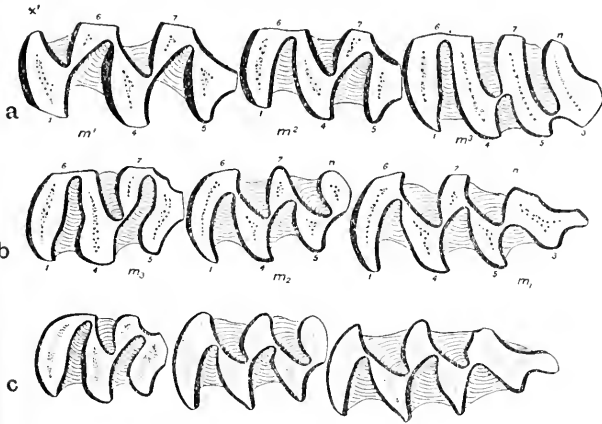 x'
6 7 6 7 6 7 n
a
1 4 5 1 4 5 1 4 5 3
m' m² m³
6 7 6 7 n 6 7 n
b
1 4 5 1 4 5 1 4 5 3
m₃ m₂ m₁
c